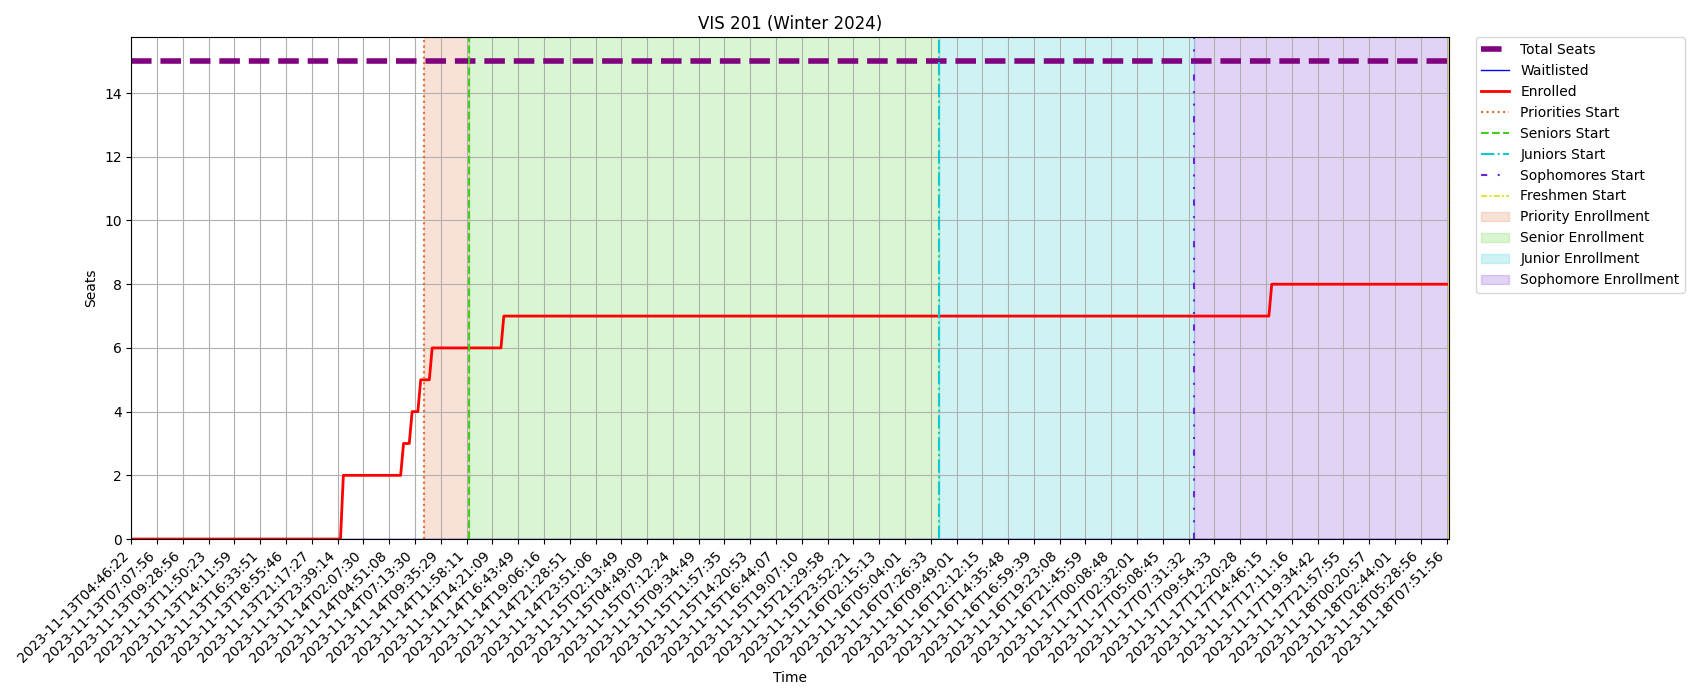 VIS 201 (Winter 2024)
Total Seats
Waitlisted
Enrolled
Priorities Start
Seniors Start
Juniors Start
Sophomores Start
Freshmen Start
Priority Enrollment
Senior Enrollment
Junior Enrollment
Sophomore Enrollment
Seats
14
12
10
8
6
4
2
0
2023-11-13T04:46:22
2023-11-13T07:07:56
2023-11-13T09:28:56
2023-11-13T11:50:23
2023-11-13T14:11:59
2023-11-13T16:33:51
2023-11-13T18:55:46
2023-11-13T21:17:27
2023-11-13T23:39:14
2023-11-14T02:07:30
2023-11-14T04:51:08
2023-11-14T07:13:30
2023-11-14T09:35:29
2023-11-14T11:58:11
2023-11-14T14:21:09
2023-11-14T16:43:49
2023-11-14T19:06:16
2023-11-14T21:28:51
2023-11-14T23:51:06
2023-11-15T02:13:49
2023-11-15T04:49:09
2023-11-15T07:12:24
2023-11-15T09:34:49
2023-11-15T11:57:35
2023-11-15T14:20:53
2023-11-15T16:44:07
2023-11-15T19:07:10
2023-11-15T21:29:58
2023-11-15T23:52:21
2023-11-16T02:15:13
2023-11-16T05:04:01
2023-11-16T07:26:33
2023-11-16T09:49:01
2023-11-16T12:12:15
2023-11-16T14:35:48
2023-11-16T16:59:39
2023-11-16T19:23:08
2023-11-16T21:45:59
2023-11-17T00:08:48
2023-11-17T02:32:01
2023-11-17T05:08:45
2023-11-17T07:31:32
2023-11-17T09:54:33
2023-11-17T12:20:28
2023-11-17T14:46:15
2023-11-17T17:11:16
2023-11-17T19:34:42
2023-11-17T21:57:55
2023-11-18T00:20:57
2023-11-18T02:44:01
2023-11-18T05:28:56
2023-11-18T07:51:56
Time